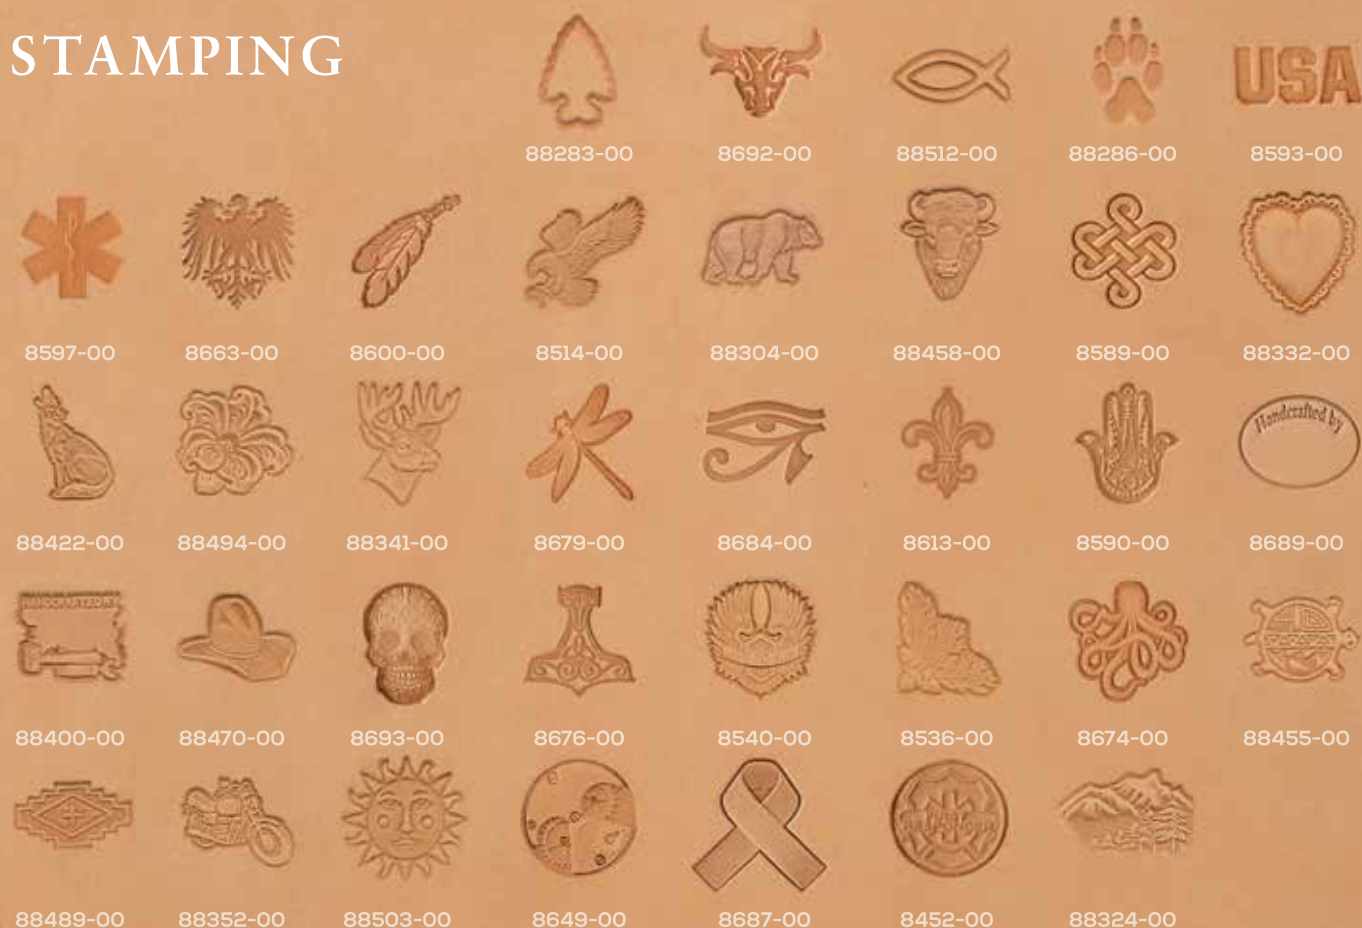 STAMPING
USA
88283-00 8692-00 88512-00 88286-00 8593-00
8597-00 8663-00 8600-00 8514-00 88304-00 88458-00 8589-00 88332-00
Handcrafted by
88422-00 88494-00 88341-00 8679-00 8684-00 8613-00 8590-00 8689-00
HANDCRAFTED BY
88400-00 88470-00 8693-00 8676-00 8540-00 8536-00 8674-00 88455-00
88489-00 88352-00 88503-00 8649-00 8687-00 8452-00 88324-00